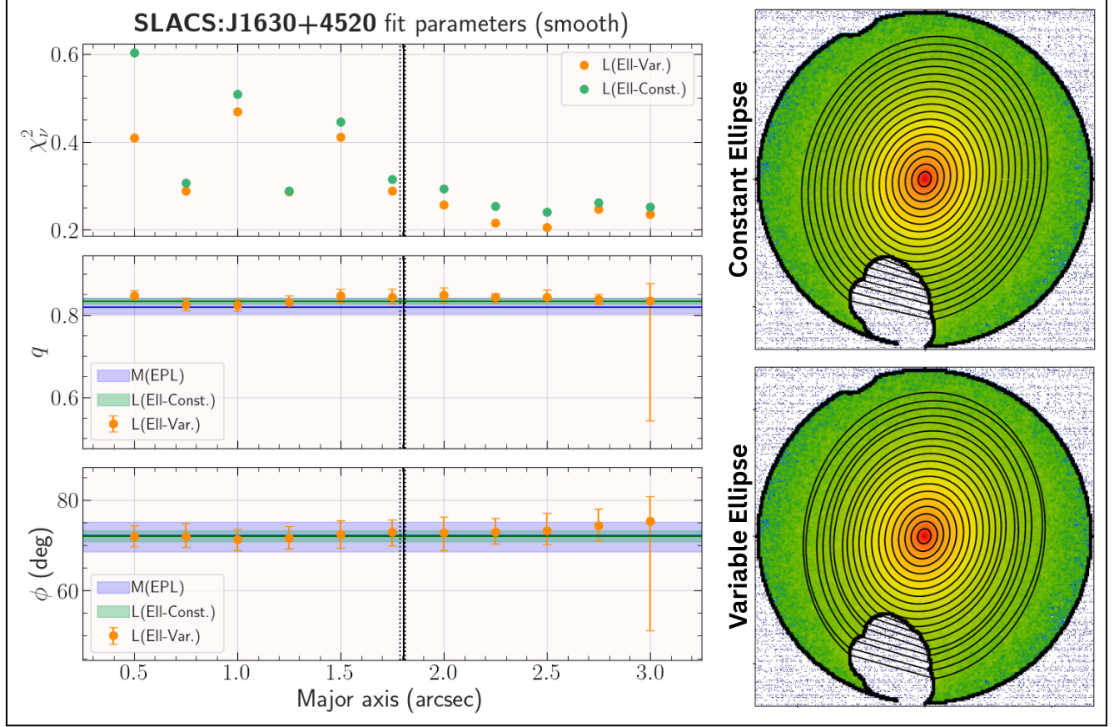 SLACS:J1630+4520 fit parameters (smooth)
0.6
0.4
0.2
χ²ᵥ
L(Ell-Var.)
L(Ell-Const.)
0.8
0.6
q
M(EPL)
L(Ell-Const.)
L(Ell-Var.)
80
60
ϕ (deg)
M(EPL)
L(Ell-Const.)
L(Ell-Var.)
0.5 1.0 1.5 2.0 2.5 3.0
Major axis (arcsec)
Constant Ellipse
Variable Ellipse